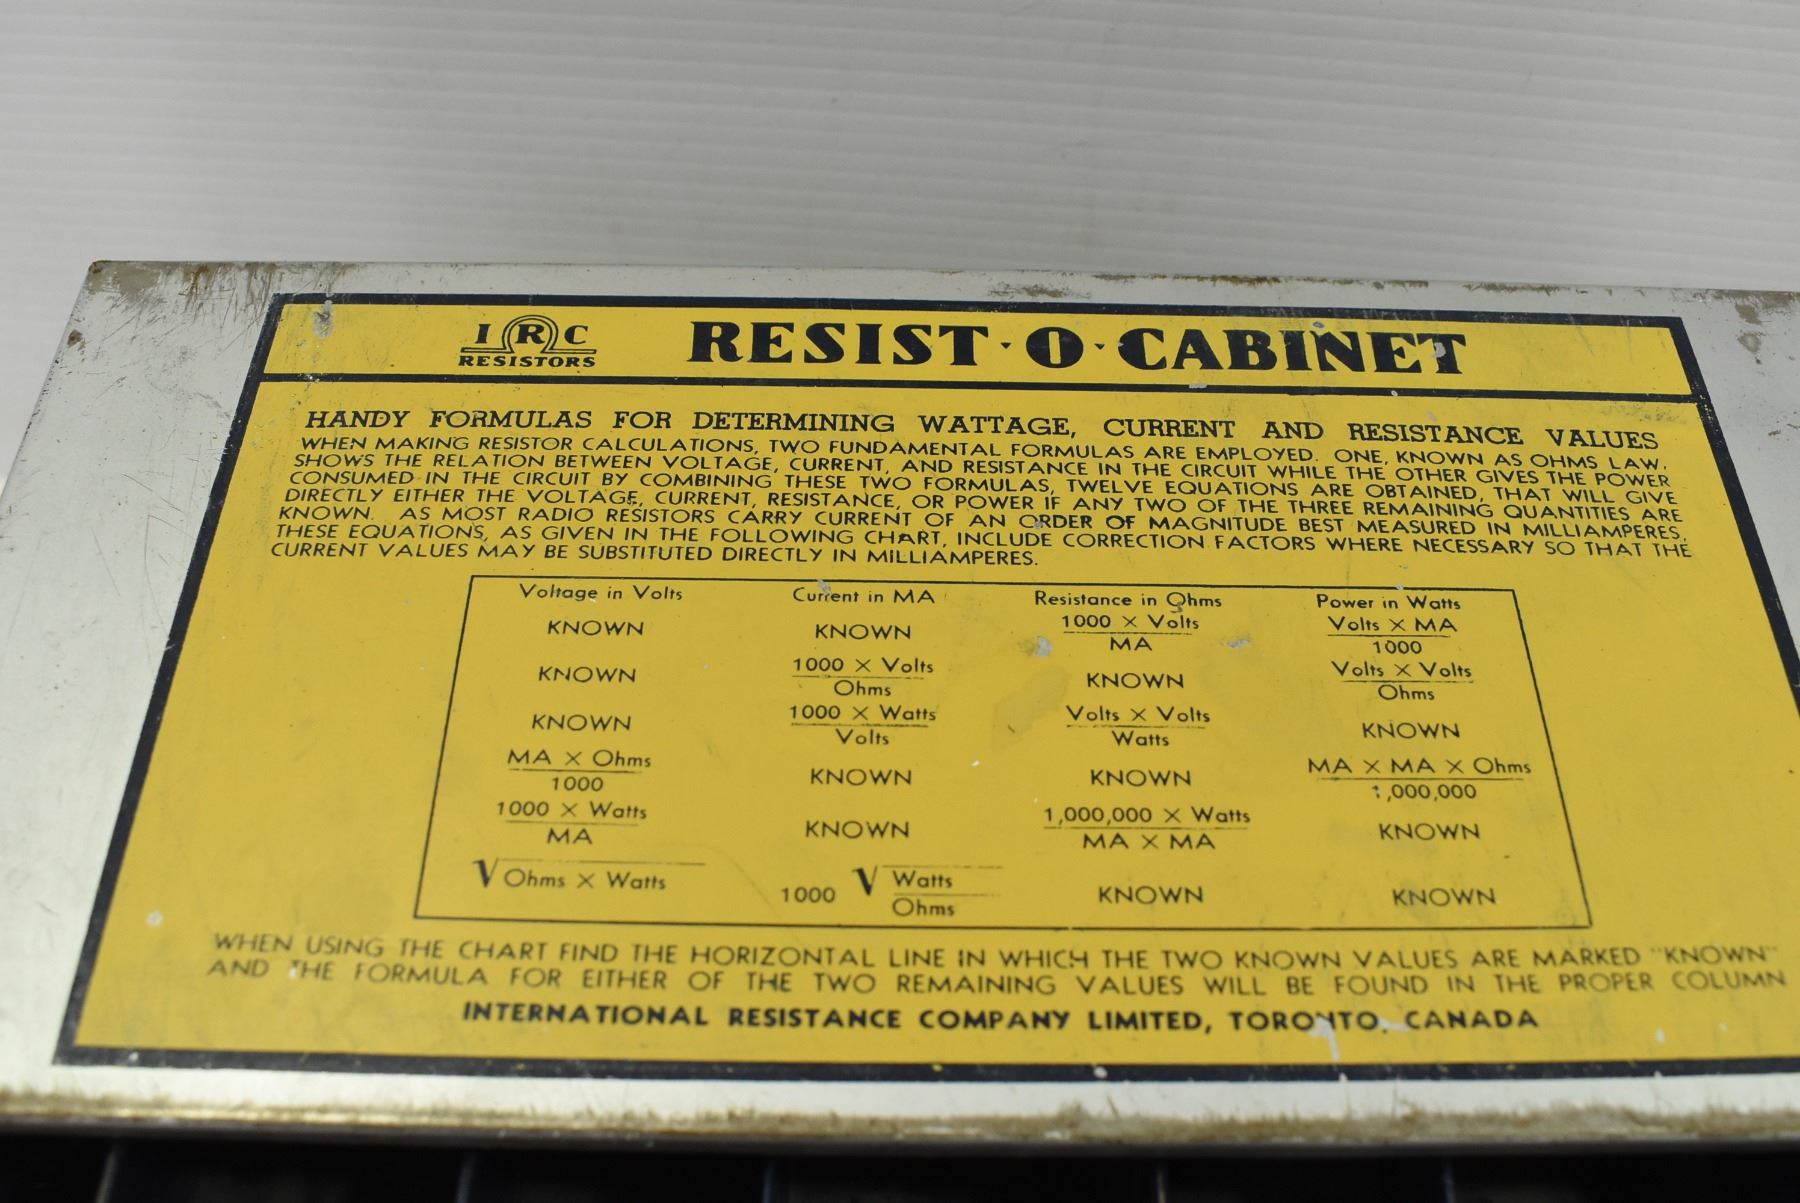 IRC RESISTORS
RESIST·O·CABINET
HANDY FORMULAS FOR DETERMINING WATTAGE, CURRENT AND RESISTANCE VALUES
WHEN MAKING RESISTOR CALCULATIONS, TWO FUNDAMENTAL FORMULAS ARE EMPLOYED. ONE, KNOWN AS OHMS LAW,
SHOWS THE RELATION BETWEEN VOLTAGE, CURRENT, AND RESISTANCE IN THE CIRCUIT WHILE THE OTHER GIVES THE POWER
CONSUMED IN THE CIRCUIT BY COMBINING THESE TWO FORMULAS, TWELVE EQUATIONS ARE OBTAINED, THAT WILL GIVE
DIRECTLY EITHER THE VOLTAGE, CURRENT, RESISTANCE, OR POWER IF ANY TWO OF THE THREE REMAINING QUANTITIES ARE
KNOWN. AS MOST RADIO RESISTORS CARRY CURRENT OF AN ORDER OF MAGNITUDE BEST MEASURED IN MILLIAMPERES,
THESE EQUATIONS, AS GIVEN IN THE FOLLOWING CHART, INCLUDE CORRECTION FACTORS WHERE NECESSARY SO THAT THE
CURRENT VALUES MAY BE SUBSTITUTED DIRECTLY IN MILLIAMPERES.
Voltage in Volts Current in MA Resistance in Ohms Power in Watts
KNOWN KNOWN 1000 × Volts / MA Volts × MA / 1000
KNOWN 1000 × Volts / Ohms KNOWN Volts × Volts / Ohms
KNOWN 1000 × Watts / Volts Volts × Volts / Watts KNOWN
MA × Ohms / 1000 KNOWN KNOWN MA × MA × Ohms / 1,000,000
1000 × Watts / MA KNOWN 1,000,000 × Watts / MA × MA KNOWN
√Ohms × Watts 1000 √Watts / Ohms KNOWN KNOWN
WHEN USING THE CHART FIND THE HORIZONTAL LINE IN WHICH THE TWO KNOWN VALUES ARE MARKED "KNOWN"
AND THE FORMULA FOR EITHER OF THE TWO REMAINING VALUES WILL BE FOUND IN THE PROPER COLUMN
INTERNATIONAL RESISTANCE COMPANY LIMITED, TORONTO, CANADA